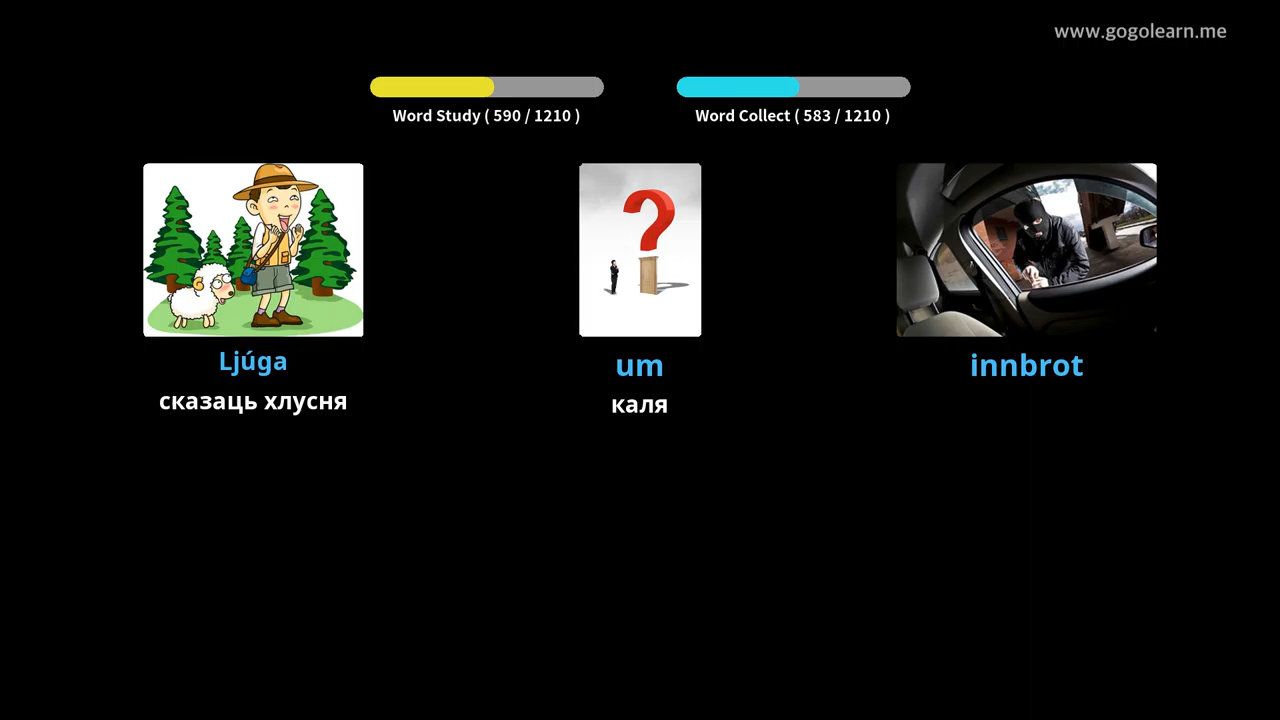 www.gogolearn.me
Word Study ( 590 / 1210 )
Word Collect ( 583 / 1210 )
Ljúga
um
innbrot
сказаць хлусня
каля